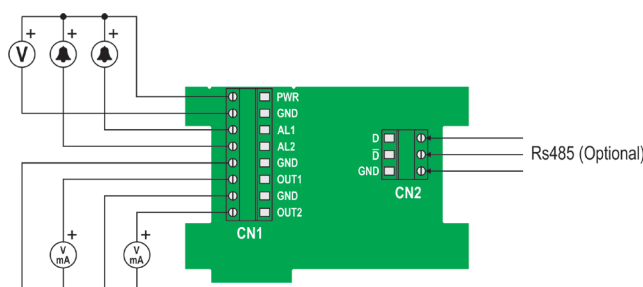 + + +
V
PWR
GND
AL1
AL2
GND
OUT1
GND
OUT2
CN1
D
D̅
GND
CN2
Rs485 (Optional)
+ +
V
mA
V
mA